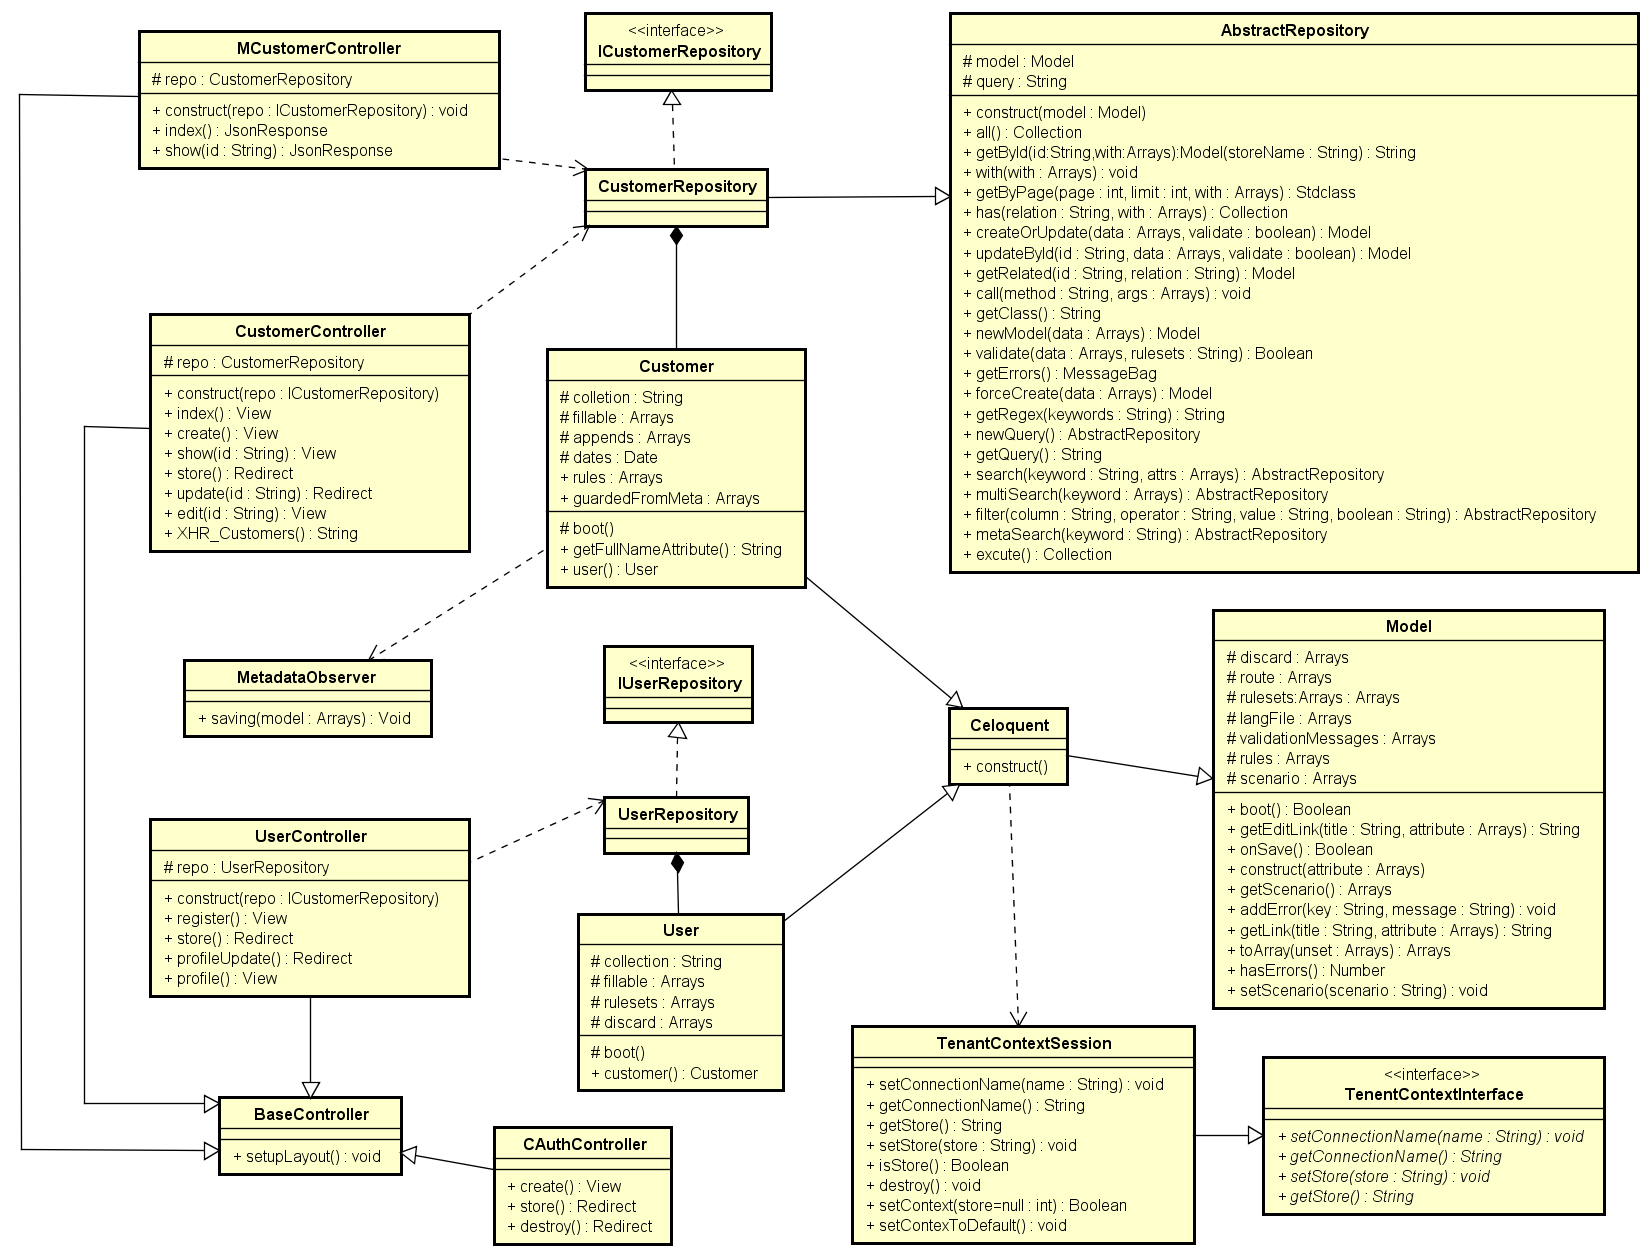 MCustomerController
# repo : CustomerRepository
+ construct(repo : ICustomerRepository) : void
+ index() : JsonResponse
+ show(id : String) : JsonResponse
<<interface>>
ICustomerRepository
CustomerRepository
AbstractRepository
# model : Model
# query : String
+ construct(model : Model)
+ all() : Collection
+ getById(id:String,with:Arrays):Model(storeName : String) : String
+ with(with : Arrays) : void
+ getByPage(page : int, limit : int, with : Arrays) : Stdclass
+ has(relation : String, with : Arrays) : Collection
+ createOrUpdate(data : Arrays, validate : boolean) : Model
+ updateById(id : String, data : Arrays, validate : boolean) : Model
+ getRelated(id : String, relation : String) : Model
+ call(method : String, args : Arrays) : void
+ getClass() : String
+ newModel(data : Arrays) : Model
+ validate(data : Arrays, rulesets : String) : Boolean
+ getErrors() : MessageBag
+ forceCreate(data : Arrays) : Model
+ getRegex(keywords : String) : String
+ newQuery() : AbstractRepository
+ getQuery() : String
+ search(keyword : String, attrs : Arrays) : AbstractRepository
+ multiSearch(keyword : Arrays) : AbstractRepository
+ filter(column : String, operator : String, value : String, boolean : String) : AbstractRepository
+ metaSearch(keyword : String) : AbstractRepository
+ excute() : Collection
CustomerController
# repo : CustomerRepository
+ construct(repo : ICustomerRepository)
+ index() : View
+ create() : View
+ show(id : String) : View
+ store() : Redirect
+ update(id : String) : Redirect
+ edit(id : String) : View
+ XHR_Customers() : String
Customer
# colletion : String
# fillable : Arrays
# appends : Arrays
# dates : Date
+ rules : Arrays
+ guardedFromMeta : Arrays
# boot()
+ getFullNameAttribute() : String
+ user() : User
MetadataObserver
+ saving(model : Arrays) : Void
<<interface>>
IUserRepository
UserRepository
Celoquent
+ construct()
Model
# discard : Arrays
# route : Arrays
# rulesets:Arrays : Arrays
# langFile : Arrays
# validationMessages : Arrays
# rules : Arrays
# scenario : Arrays
+ boot() : Boolean
+ getEditLink(title : String, attribute : Arrays) : String
+ onSave() : Boolean
+ construct(attribute : Arrays)
+ getScenario() : Arrays
+ addError(key : String, message : String) : void
+ getLink(title : String, attribute : Arrays) : String
+ toArray(unset : Arrays) : Arrays
+ hasErrors() : Number
+ setScenario(scenario : String) : void
UserController
# repo : UserRepository
+ construct(repo : ICustomerRepository)
+ register() : View
+ store() : Redirect
+ profileUpdate() : Redirect
+ profile() : View
User
# collection : String
# fillable : Arrays
# rulesets : Arrays
# discard : Arrays
# boot()
+ customer() : Customer
BaseController
+ setupLayout() : void
CAuthController
+ create() : View
+ store() : Redirect
+ destroy() : Redirect
TenantContextSession
+ setConnectionName(name : String) : void
+ getConnectionName() : String
+ getStore() : String
+ setStore(store : String) : void
+ isStore() : Boolean
+ destroy() : void
+ setContext(store=null : int) : Boolean
+ setContexToDefault() : void
<<interface>>
TenentContextInterface
+ setConnectionName(name : String) : void
+ getConnectionName() : String
+ setStore(store : String) : void
+ getStore() : String